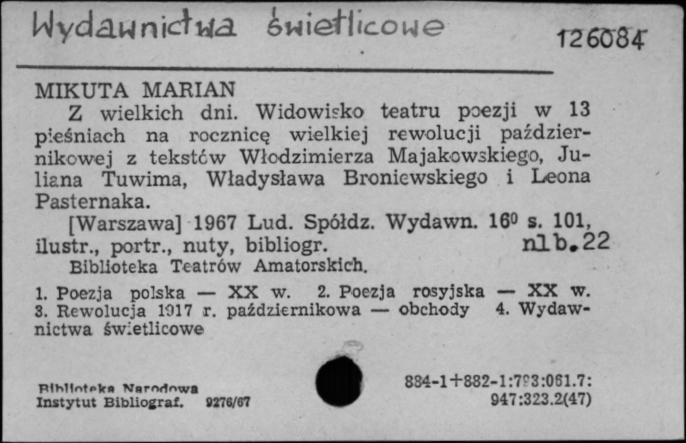 Wydawnictwa świetlicowe
126084
MIKUTA MARIAN
Z wielkich dni. Widowisko teatru poezji w 13
pieśniach na rocznicę wielkiej rewolucji paździer-
nikowej z tekstów Włodzimierza Majakowskiego, Ju-
liana Tuwima, Władysława Broniewskiego i Leona
Pasternaka.
[Warszawa] 1967 Lud. Spółdz. Wydawn. 16⁰ s. 101,
ilustr., portr., nuty, bibliogr. nlb.22
Biblioteka Teatrów Amatorskich.
1. Poezja polska — XX w. 2. Poezja rosyjska — XX w.
3. Rewolucja 1917 r. październikowa — obchody 4. Wydaw-
nictwa świetlicowe
Biblioteka Narodowa
Instytut Bibliograf. 9276/67
884-1+882-1:793:061.7:
947:323.2(47)